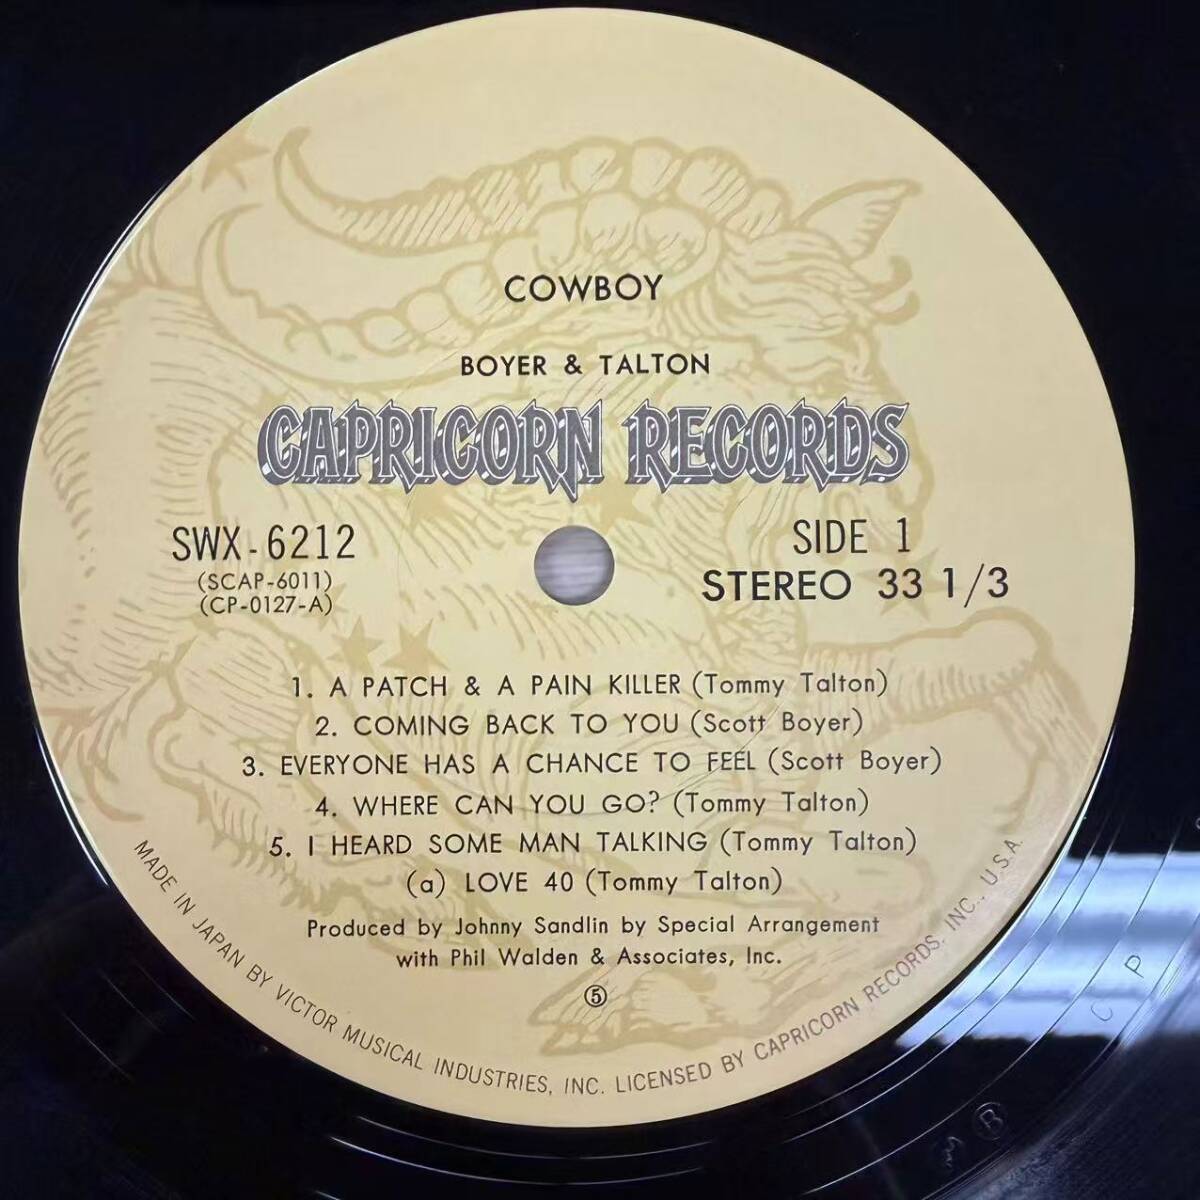 COWBOY
BOYER & TALTON
CAPRICORN RECORDS
SWX-6212
(SCAP-6011)
(CP-0127-A)
SIDE 1
STEREO 33 1/3
1. A PATCH & A PAIN KILLER (Tommy Talton)
2. COMING BACK TO YOU (Scott Boyer)
3. EVERYONE HAS A CHANCE TO FEEL (Scott Boyer)
4. WHERE CAN YOU GO? (Tommy Talton)
5. I HEARD SOME MAN TALKING (Tommy Talton)
(a) LOVE 40 (Tommy Talton)
Produced by Johnny Sandlin by Special Arrangement
with Phil Walden & Associates, Inc.
⑤
MADE IN JAPAN BY VICTOR MUSICAL INDUSTRIES, INC. LICENSED BY CAPRICORN RECORDS, INC., U.S.A.
C P